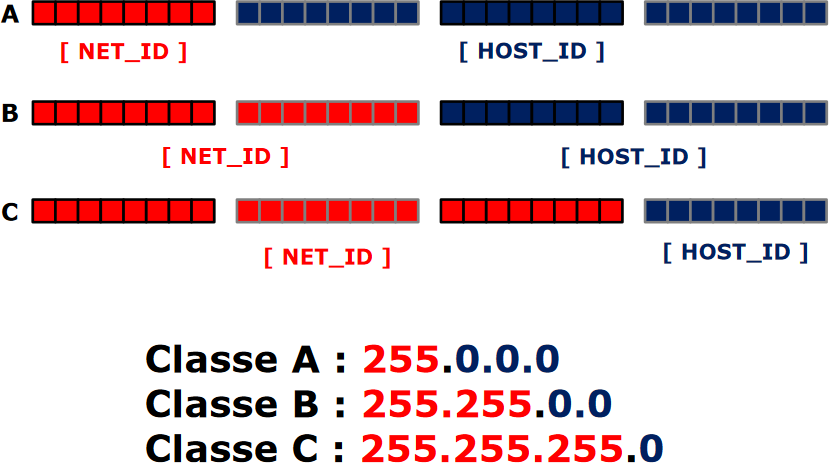 A
[ NET_ID ] [ HOST_ID ]
B
[ NET_ID ] [ HOST_ID ]
C
[ NET_ID ] [ HOST_ID ]
Classe A : 255.0.0.0
Classe B : 255.255.0.0
Classe C : 255.255.255.0